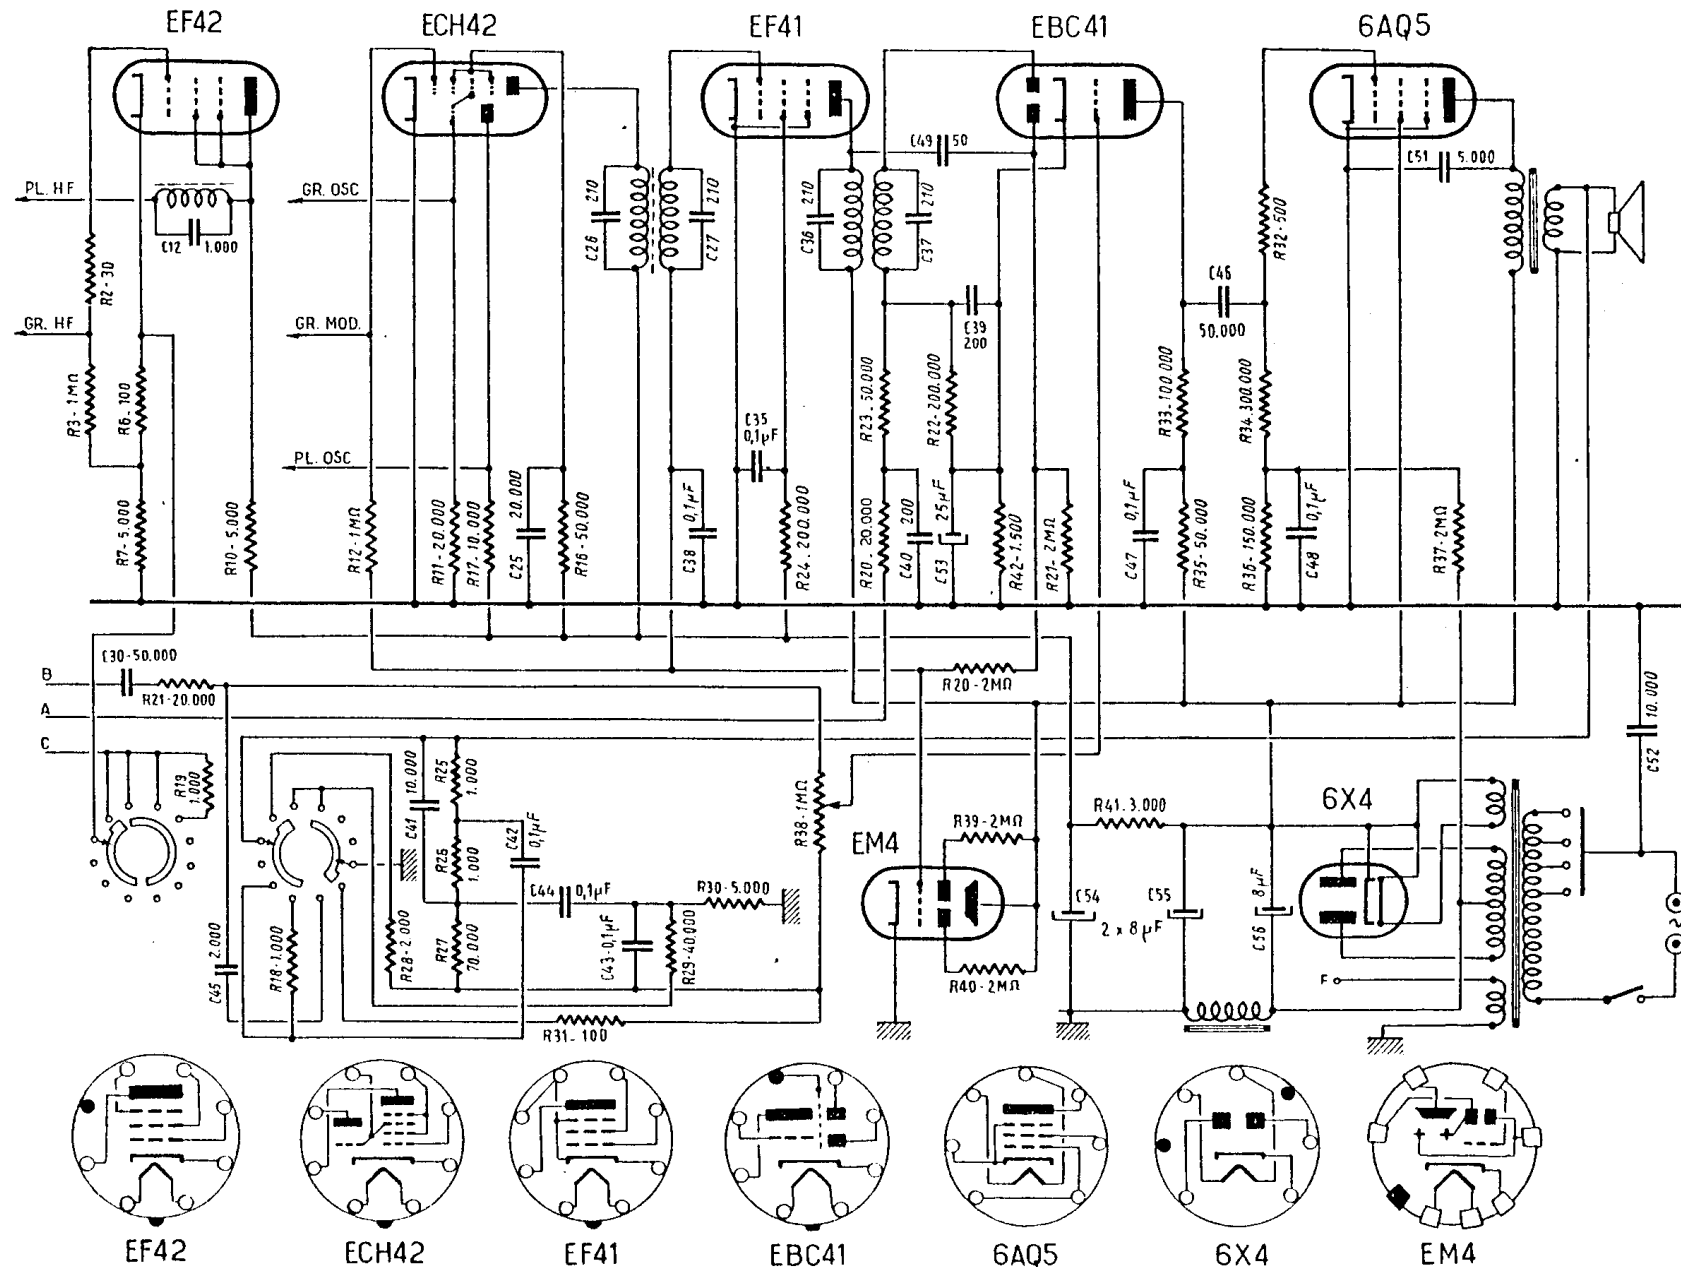 EF42
ECH42
EF41
EBC41
6AQ5
PL. HF
C12
1.000
GR. OSC
C26
210
C27
210
C36
210
C37
210
C49
50
C51
5.000
R32-500
R2-30
GR. HF
GR. MOD.
C39
200
C46
50.000
R3-1MΩ
R6-100
PL. OSC
C35
0,1µF
R23-50.000
R22-200.000
R33-100.000
R34.300.000
R7-5.000
R10-5.000
R12-1MΩ
R11-20.000
R17-10.000
C25
20.000
R16-50.000
C38
0,1µF
R24.20.000
R20.20.000
C40
200
C53
25µF
R42-1.500
R21-2MΩ
C47
0,1µF
R35-50.000
R36-150.000
C48
0,1µF
R37-2MΩ
B
C30-50.000
R21-20.000
R20-2MΩ
A
C
R19
1.000
C41
10.000
R25
1.000
R26
1.000
C42
0,1µF
R38-1MΩ
EM4
R39-2MΩ
R41.3.000
6X4
C52
10.000
C45
2.000
R18-1.000
R28-2.000
R27
70.000
C44
0,1µF
C43-0,1µF
R29-40.000
R30-5.000
R40-2MΩ
C54
2x8µF
C55
C56
8µF
F
R31-100
EF42
ECH42
EF41
EBC41
6AQ5
6X4
EM4